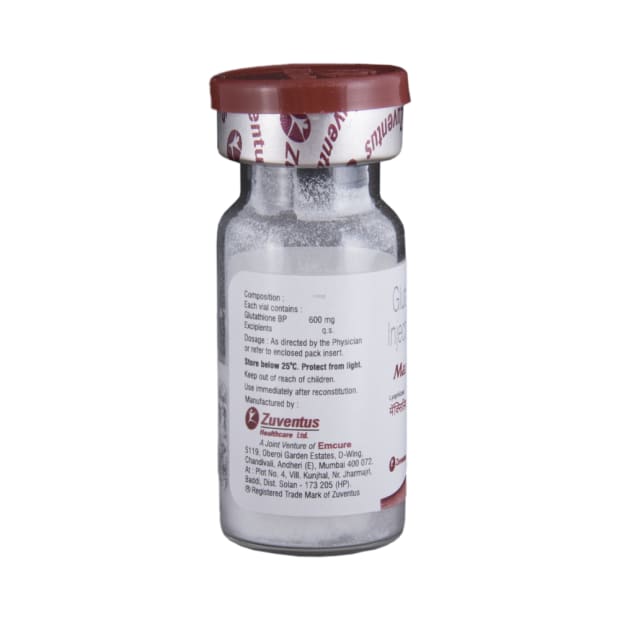 Zuventus
Composition :
Each vial contains :
Glutathione BP 600 mg
Excipients q.s.
Dosage : As directed by the Physician
or refer to enclosed pack insert.
Store below 25°C. Protect from light.
Keep out of reach of children.
Use immediately after reconstitution.
Manufactured by :
Zuventus
Healthcare Ltd.
A Joint Venture of Emcure
5119, Oberoi Garden Estates, D-Wing,
Chandivali, Andheri (E), Mumbai 400 072.
At : Plot No. 4, Vill. Kunjhal, Nr. Jharmajri,
Baddi, Dist. Solan - 173 205 (HP).
® Registered Trade Mark of Zuventus
Glu
Injec
Ma
Zuventus